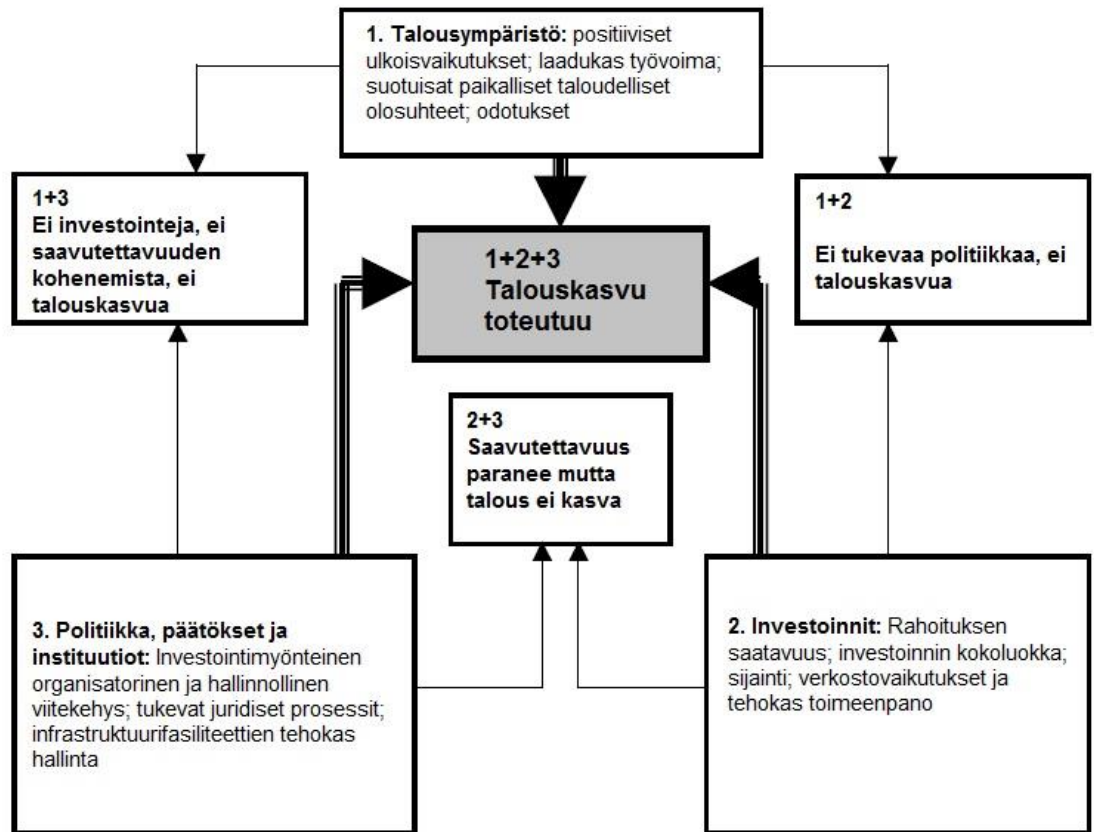 1. Talousympäristö: positiiviset
ulkoisvaikutukset; laadukas työvoima;
suotuisat paikalliset taloudelliset
olosuhteet; odotukset
1+3
Ei investointeja, ei
saavutettavuuden
kohenemista, ei
talouskasvua
1+2+3
Talouskasvu
toteutuu
1+2
Ei tukevaa politiikkaa, ei
talouskasvua
2+3
Saavutettavuus
paranee mutta
talous ei kasva
3. Politiikka, päätökset ja
instituutiot: Investointimyönteinen
organisatorinen ja hallinnollinen
viitekehys; tukevat juridiset prosessit;
infrastruktuurifasiliteettien tehokas
hallinta
2. Investoinnit: Rahoituksen
saatavuus; investoinnin kokoluokka;
sijainti; verkostovaikutukset ja
tehokas toimeenpano